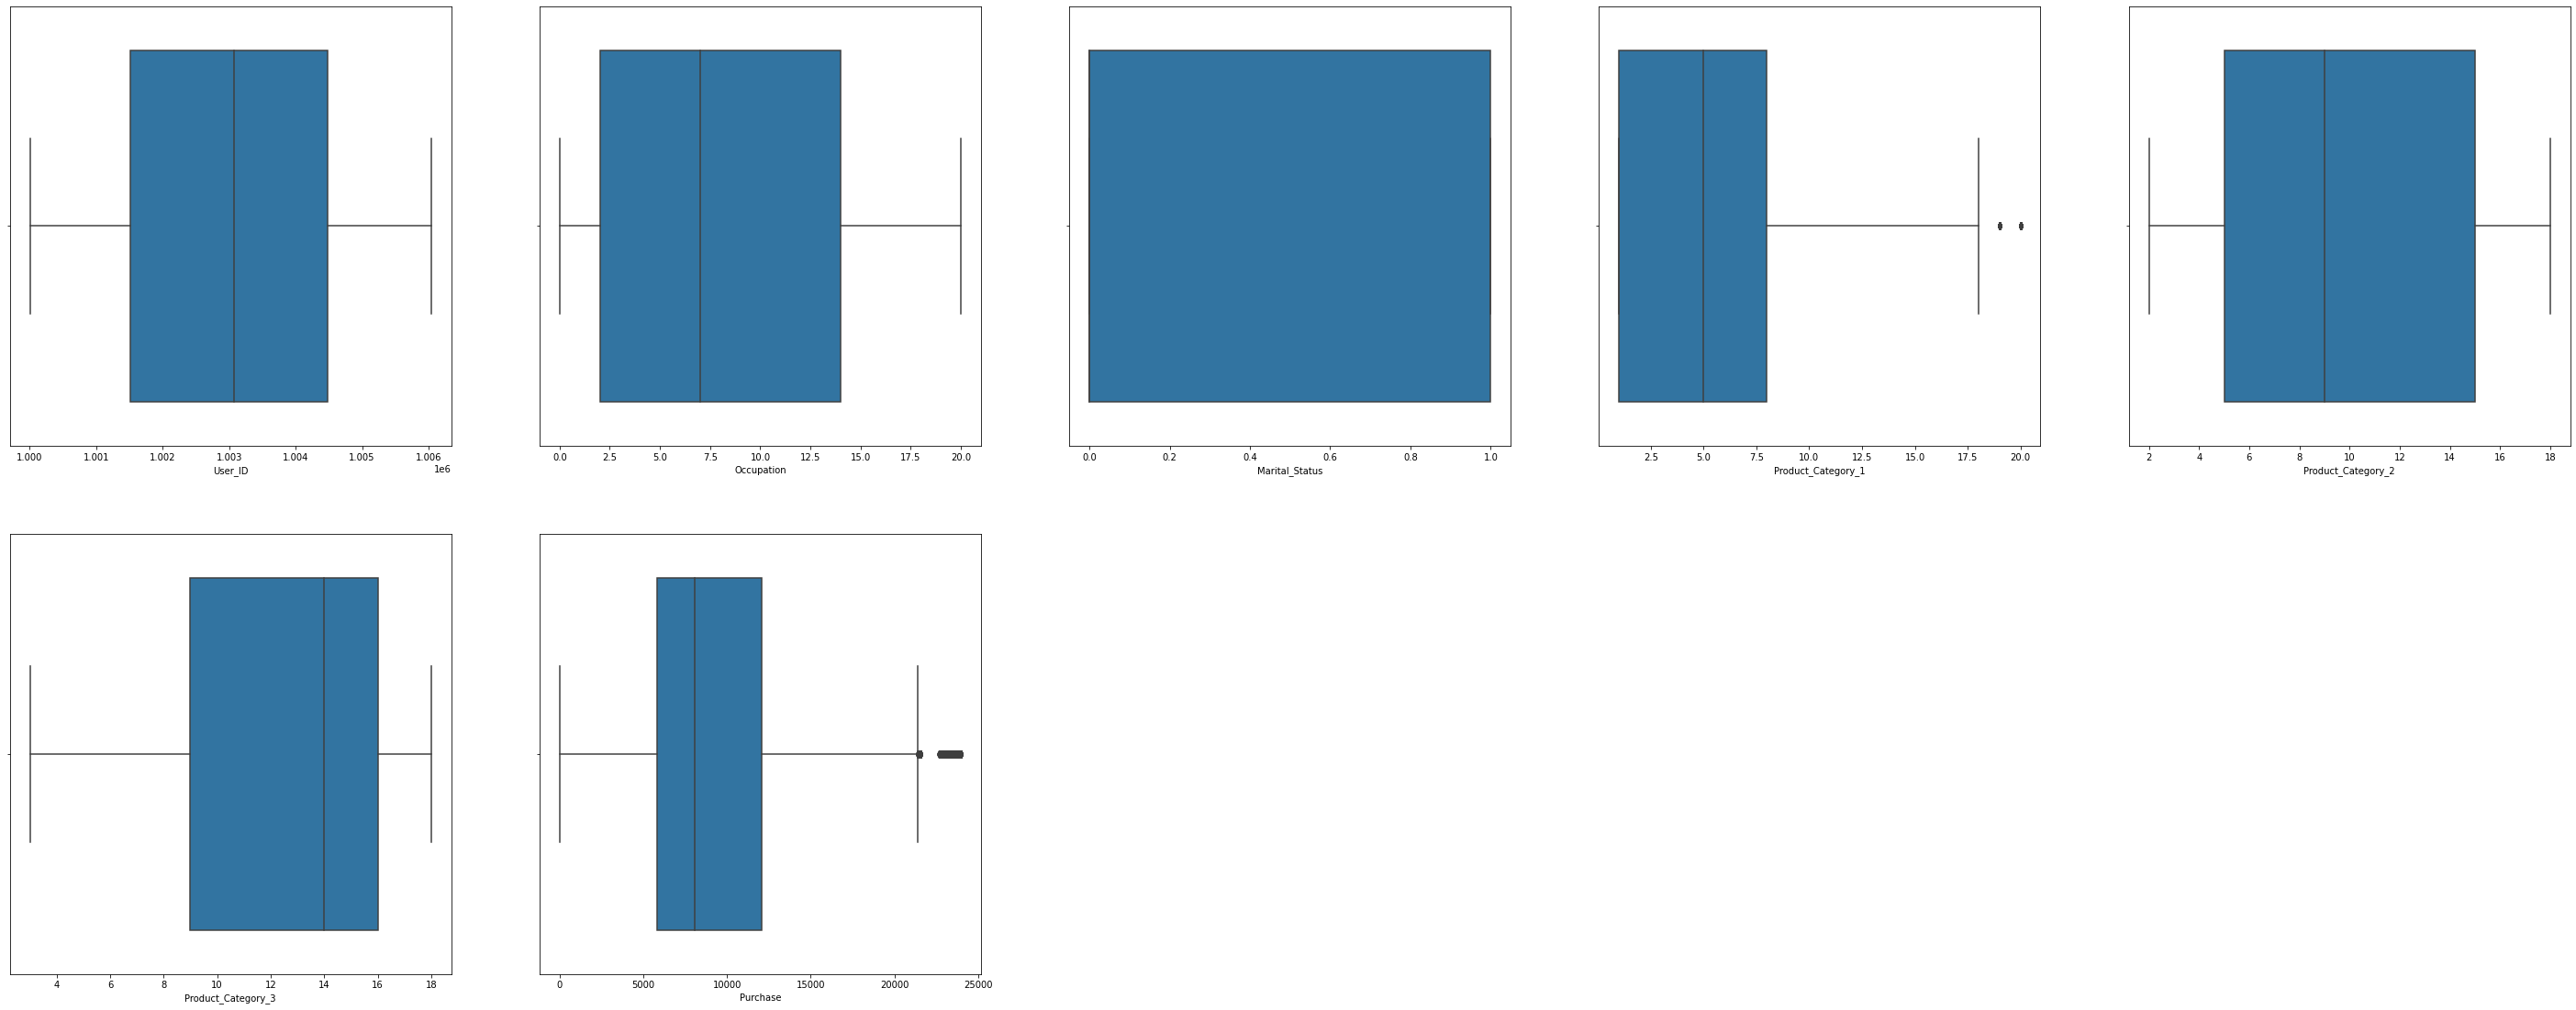 1.000 1.001 1.002 1.003 1.004 1.005 1.006
1e6
User_ID
0.0 2.5 5.0 7.5 10.0 12.5 15.0 17.5 20.0
Occupation
0.0 0.2 0.4 0.6 0.8 1.0
Marital_Status
2.5 5.0 7.5 10.0 12.5 15.0 17.5 20.0
Product_Category_1
2 4 6 8 10 12 14 16 18
Product_Category_2
4 6 8 10 12 14 16 18
Product_Category_3
0 5000 10000 15000 20000 25000
Purchase